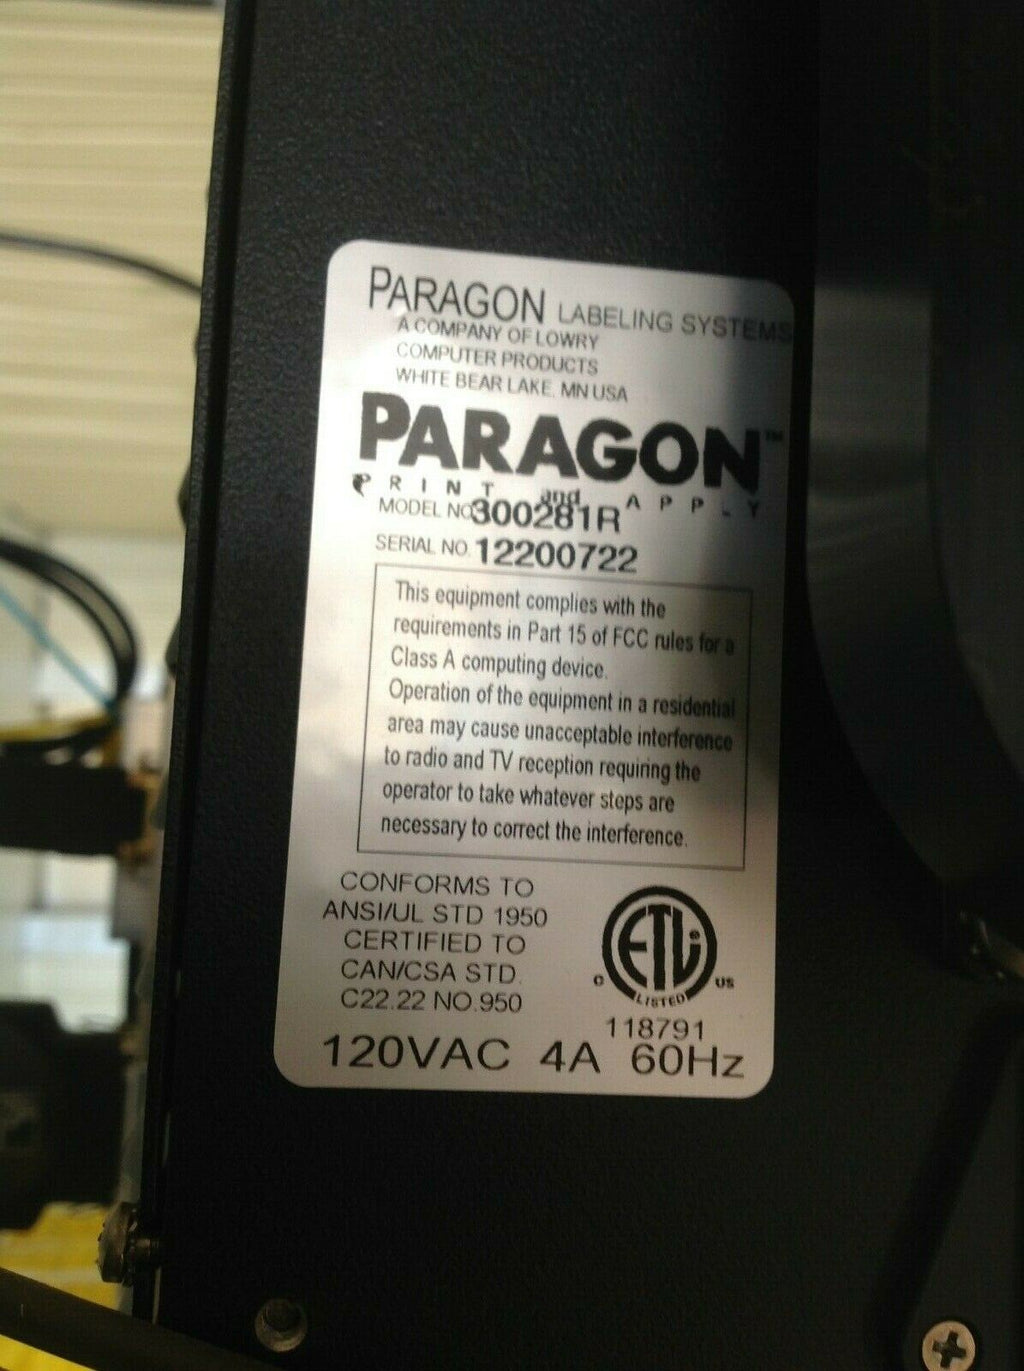 PARAGON LABELING SYSTEMS
A COMPANY OF LOWRY
COMPUTER PRODUCTS
WHITE BEAR LAKE, MN USA
PARAGON™
PRINT and APPLY
MODEL NO 300281R
SERIAL NO. 12200722
This equipment complies with the
requirements in Part 15 of FCC rules for a
Class A computing device.
Operation of the equipment in a residential
area may cause unacceptable interference
to radio and TV reception requiring the
operator to take whatever steps are
necessary to correct the interference.
CONFORMS TO
ANSI/UL STD 1950
CERTIFIED TO
CAN/CSA STD.
C22.22 NO.950
ETL ®
C US
LISTED
118791
120VAC 4A 60Hz